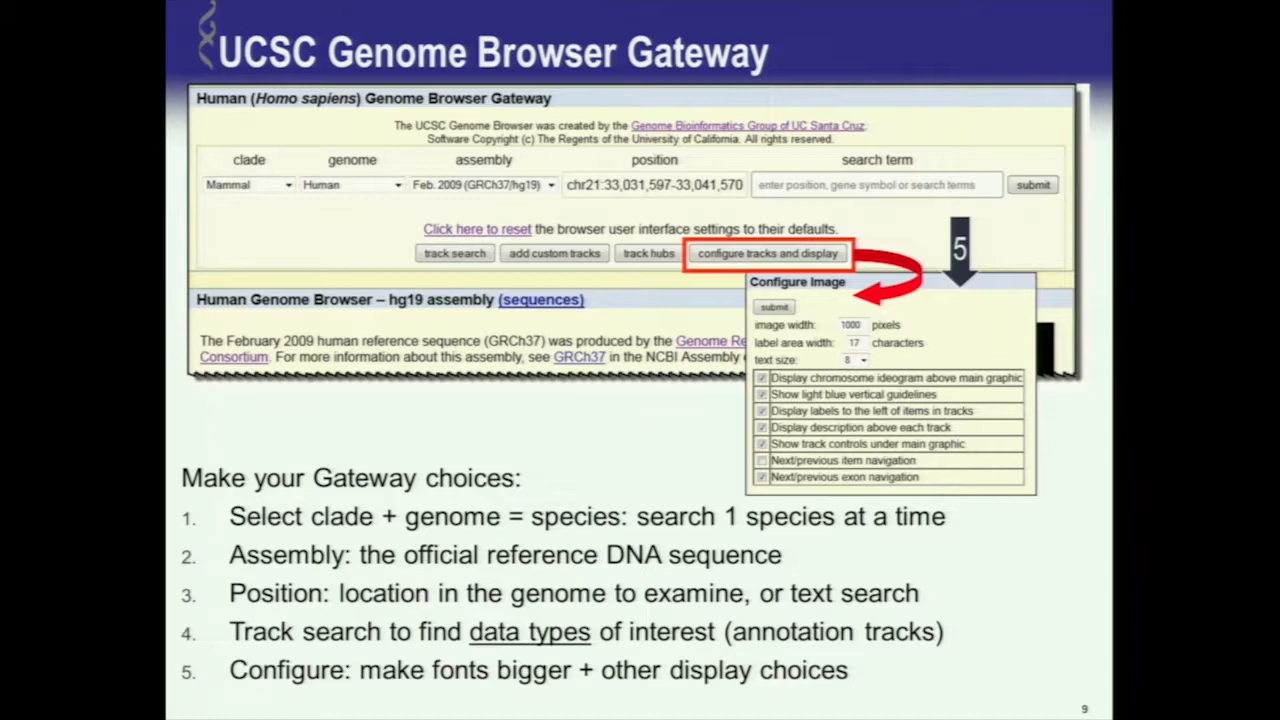 UCSC Genome Browser Gateway
Human (Homo sapiens) Genome Browser Gateway
The UCSC Genome Browser was created by the Genome Bioinformatics Group of UC Santa Cruz.
Software Copyright (c) The Regents of the University of California. All rights reserved.
clade genome assembly position search term
Mammal Human Feb. 2009 (GRCh37/hg19) chr21:33,031,597-33,041,570 enter position, gene symbol or search terms submit
Click here to reset the browser user interface settings to their defaults.
track search add custom tracks track hubs configure tracks and display
5
Configure Image
submit
image width: 1000 pixels
label area width: 17 characters
text size: 8
Display chromosome ideogram above main graphic
Show light blue vertical guidelines
Display labels to the left of items in tracks
Display description above each track
Show track controls under main graphic
Next/previous item navigation
Next/previous exon navigation
Human Genome Browser – hg19 assembly (sequences)
The February 2009 human reference sequence (GRCh37) was produced by the Genome Re
Consortium. For more information about this assembly, see GRCh37 in the NCBI Assembly
Make your Gateway choices:
1. Select clade + genome = species: search 1 species at a time
2. Assembly: the official reference DNA sequence
3. Position: location in the genome to examine, or text search
4. Track search to find data types of interest (annotation tracks)
5. Configure: make fonts bigger + other display choices
9